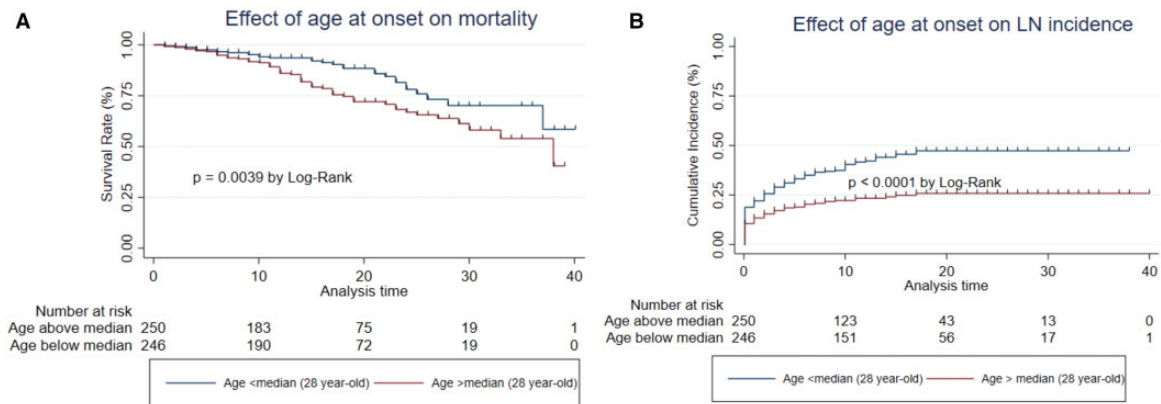 A
Effect of age at onset on mortality
Survival Rate (%)
1.00
0.75
0.50
0.25
0.00
p = 0.0039 by Log-Rank
0 10 20 30 40
Analysis time
Number at risk
Age above median 250 183 75 19 1
Age below median 246 190 72 19 0
Age <median (28 year-old) Age >median (28 year-old)
B
Effect of age at onset on LN incidence
Cumulative Incidence (%)
1.00
0.75
0.50
0.25
0.00
p < 0.0001 by Log-Rank
0 10 20 30 40
Analysis time
Number at risk
Age above median 250 123 43 13 0
Age below median 246 151 56 17 1
Age <median (28 year-old) Age > median (28 year-old)